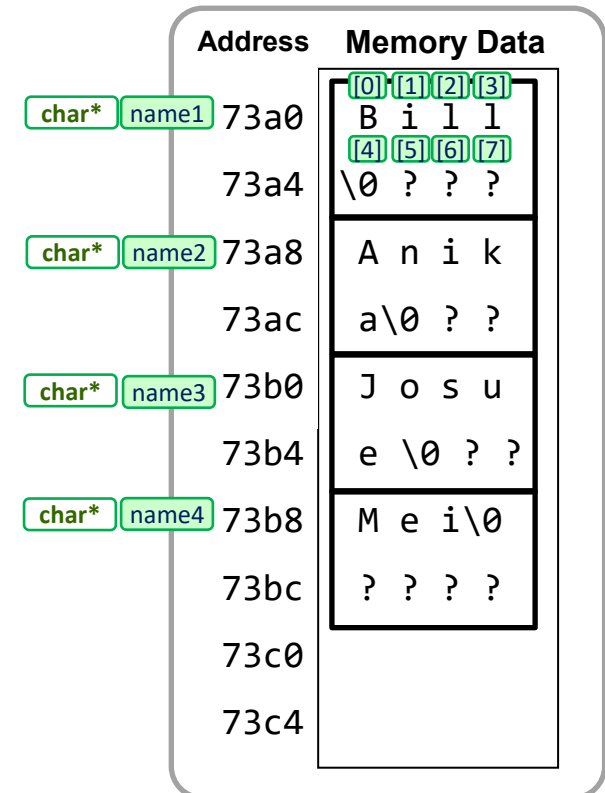 Address Memory Data
[0] [1] [2] [3]
char* name1 73a0 B i l l
[4] [5] [6] [7]
73a4 \0 ? ? ?
char* name2 73a8 A n i k
73ac a\0 ? ?
char* name3 73b0 J o s u
73b4 e \0 ? ?
char* name4 73b8 M e i\0
73bc ? ? ? ?
73c0
73c4